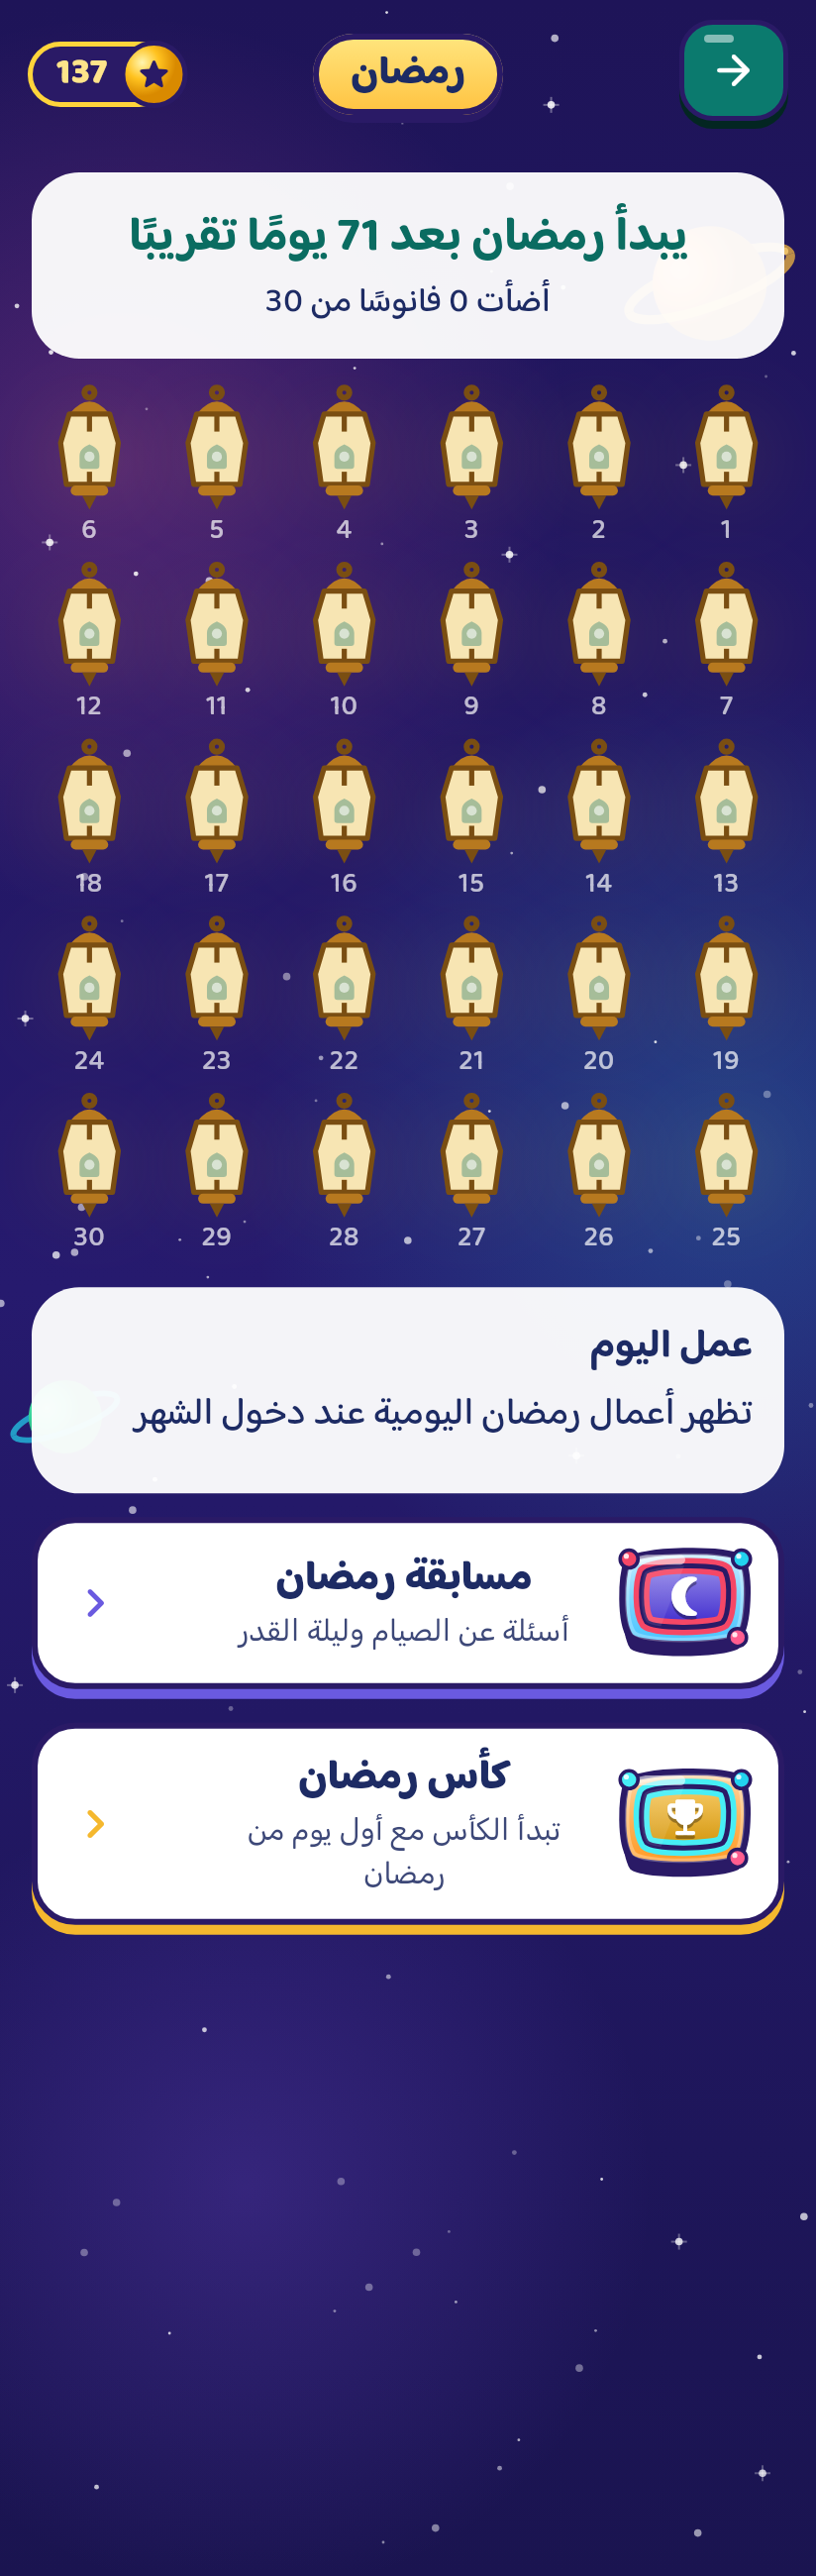 رمضان
137
يبدأ رمضان بعد 71 يومًا تقريبًا
أضأت 0 فانوسًا من 30
1 2 3 4 5 6
7 8 9 10 11 12
13 14 15 16 17 18
19 20 21 22 23 24
25 26 27 28 29 30
عمل اليوم
تظهر أعمال رمضان اليومية عند دخول الشهر
مسابقة رمضان
أسئلة عن الصيام وليلة القدر
كأس رمضان
تبدأ الكأس مع أول يوم من
رمضان